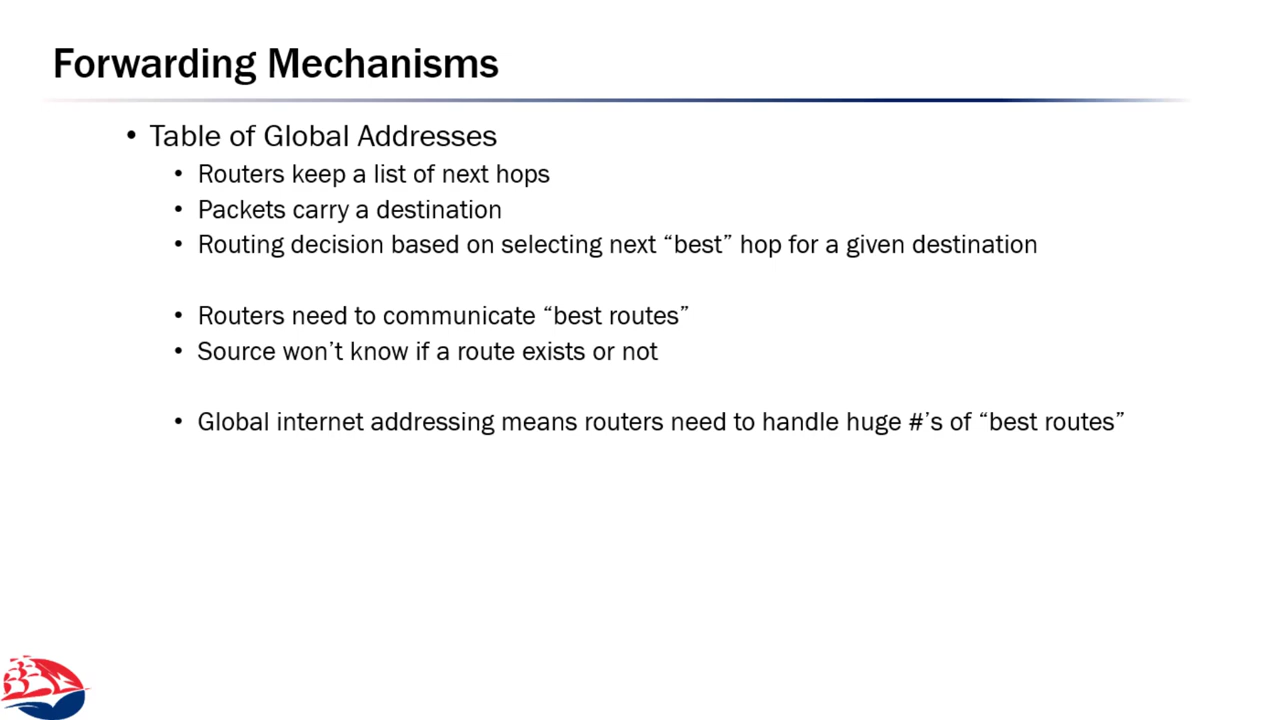 Forwarding Mechanisms
• Table of Global Addresses
• Routers keep a list of next hops
• Packets carry a destination
• Routing decision based on selecting next “best” hop for a given destination
• Routers need to communicate “best routes”
• Source won’t know if a route exists or not
• Global internet addressing means routers need to handle huge #’s of “best routes”